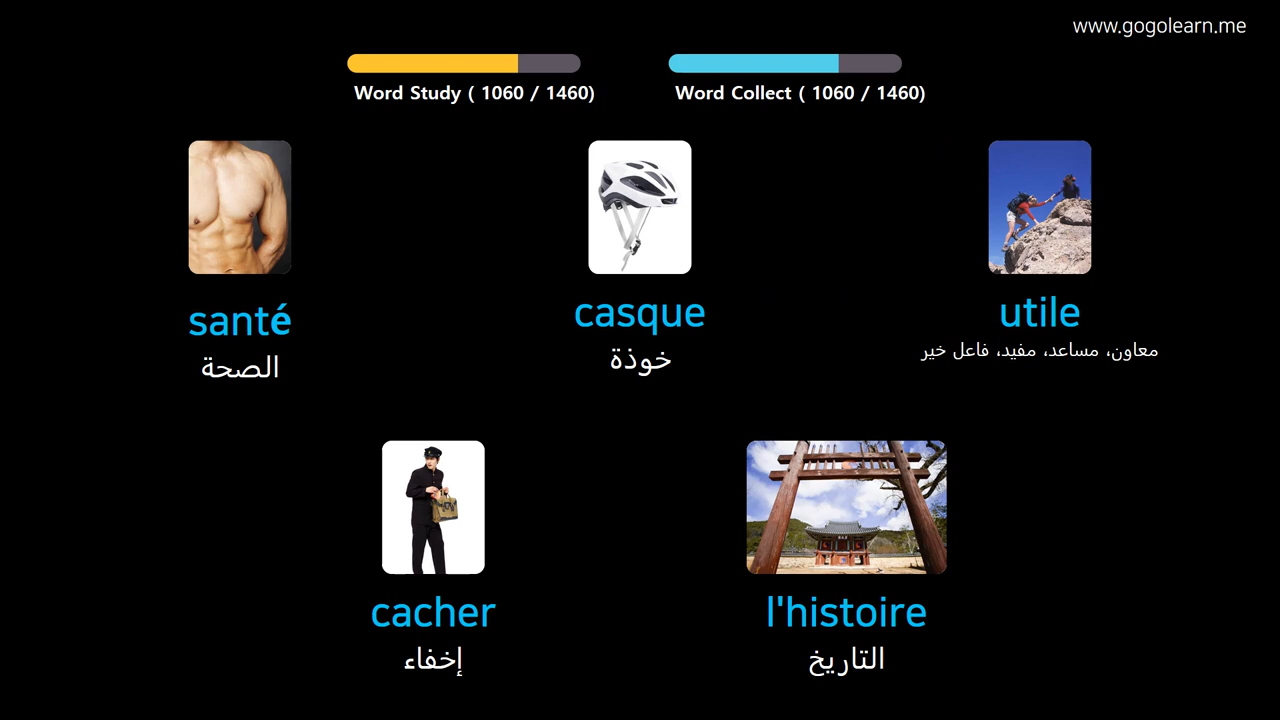 www.gogolearn.me
Word Study ( 1060 / 1460)
Word Collect ( 1060 / 1460)
santé
الصحة
casque
خوذة
utile
معاون، مساعد، مفيد، فاعل خير
cacher
إخفاء
l'histoire
التاريخ